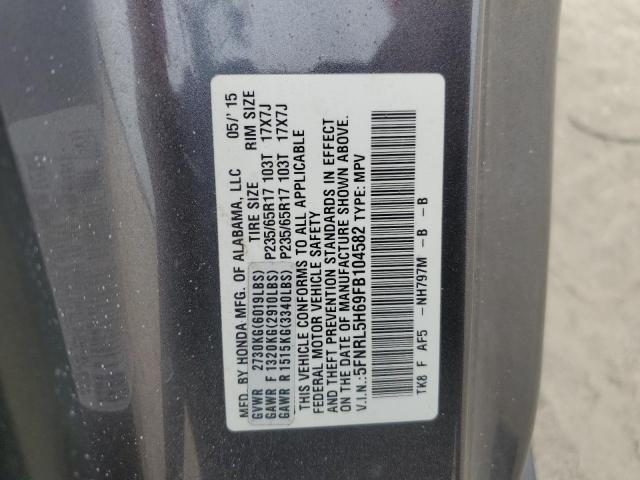 MFD. BY HONDA MFG. OF ALABAMA, LLC 05/'15
TIRE SIZE RIM SIZE
GVWR 2730KG(6019LBS)
GAWR F 1320KG(2910LBS) P235/65R17 103T 17X7J
GAWR R 1515KG(3340LBS) P235/65R17 103T 17X7J
THIS VEHICLE CONFORMS TO ALL APPLICABLE
FEDERAL MOTOR VEHICLE SAFETY
AND THEFT PREVENTION STANDARDS IN EFFECT
ON THE DATE OF MANUFACTURE SHOWN ABOVE.
V.I.N.:5FNRL5H69FB104582 TYPE: MPV
TK8 F AF5 -NH797M -B -B